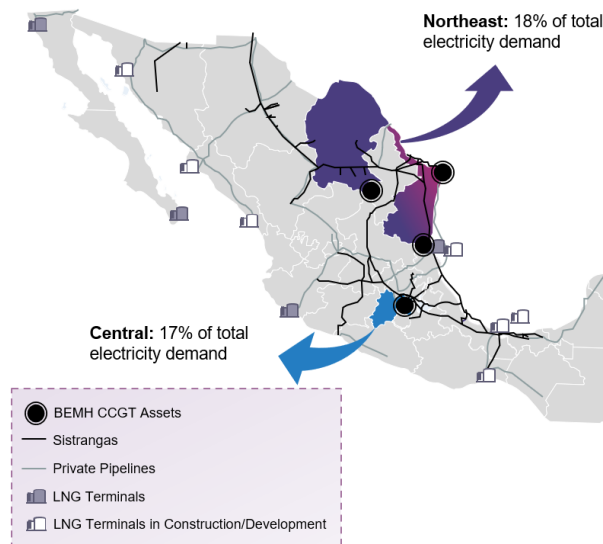 Northeast: 18% of total
electricity demand
Central: 17% of total
electricity demand
BEMH CCGT Assets
Sistrangas
Private Pipelines
LNG Terminals
LNG Terminals in Construction/Development